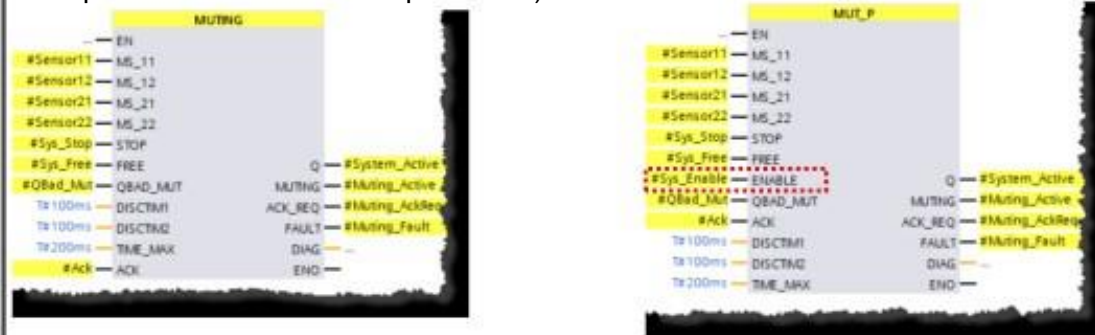 MUTING
... EN
#Sensor11 MS_11
#Sensor12 MS_12
#Sensor21 MS_21
#Sensor22 MS_22
#Sys_Stop STOP
#Sys_Free FREE Q #System_Active
#QBad_Mut QBAD_MUT MUTING #Muting_Active
T#100ms DISCTIM1 ACK_REQ #Muting_AckReq
T#100ms DISCTIM2 FAULT #Muting_Fault
T#200ms TIME_MAX DIAG ...
#Ack ACK ENO
MUT_P
... EN
#Sensor11 MS_11
#Sensor12 MS_12
#Sensor21 MS_21
#Sensor22 MS_22
#Sys_Stop STOP
#Sys_Free FREE
#Sys_Enable ENABLE Q #System_Active
#QBad_Mut QBAD_MUT MUTING #Muting_Active
#Ack ACK ACK_REQ #Muting_AckReq
T#100ms DISCTIM1 FAULT #Muting_Fault
T#100ms DISCTIM2 DIAG ...
T#200ms TIME_MAX ENO